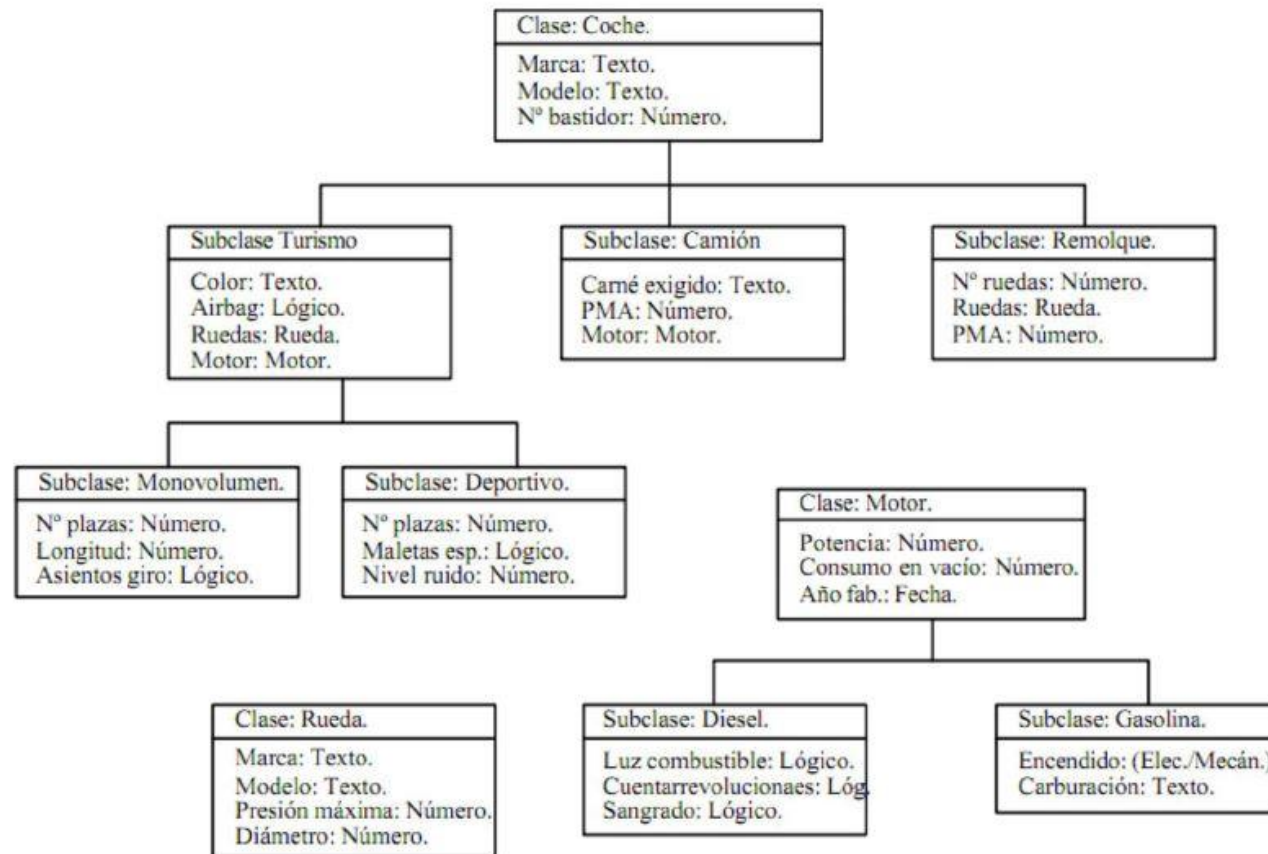 Clase: Coche.
Marca: Texto.
Modelo: Texto.
Nº bastidor: Número.
Subclase Turismo
Color: Texto.
Airbag: Lógico.
Ruedas: Rueda.
Motor: Motor.
Subclase: Camión
Carné exigido: Texto.
PMA: Número.
Motor: Motor.
Subclase: Remolque.
Nº ruedas: Número.
Ruedas: Rueda.
PMA: Número.
Subclase: Monovolumen.
Nº plazas: Número.
Longitud: Número.
Asientos giro: Lógico.
Subclase: Deportivo.
Nº plazas: Número.
Maletas esp.: Lógico.
Nivel ruido: Número.
Clase: Motor.
Potencia: Número.
Consumo en vacío: Número.
Año fab.: Fecha.
Clase: Rueda.
Marca: Texto.
Modelo: Texto.
Presión máxima: Número.
Diámetro: Número.
Subclase: Diesel.
Luz combustible: Lógico.
Cuentarrevolucionaes: Lóg.
Sangrado: Lógico.
Subclase: Gasolina.
Encendido: (Elec./Mecán.)
Carburación: Texto.